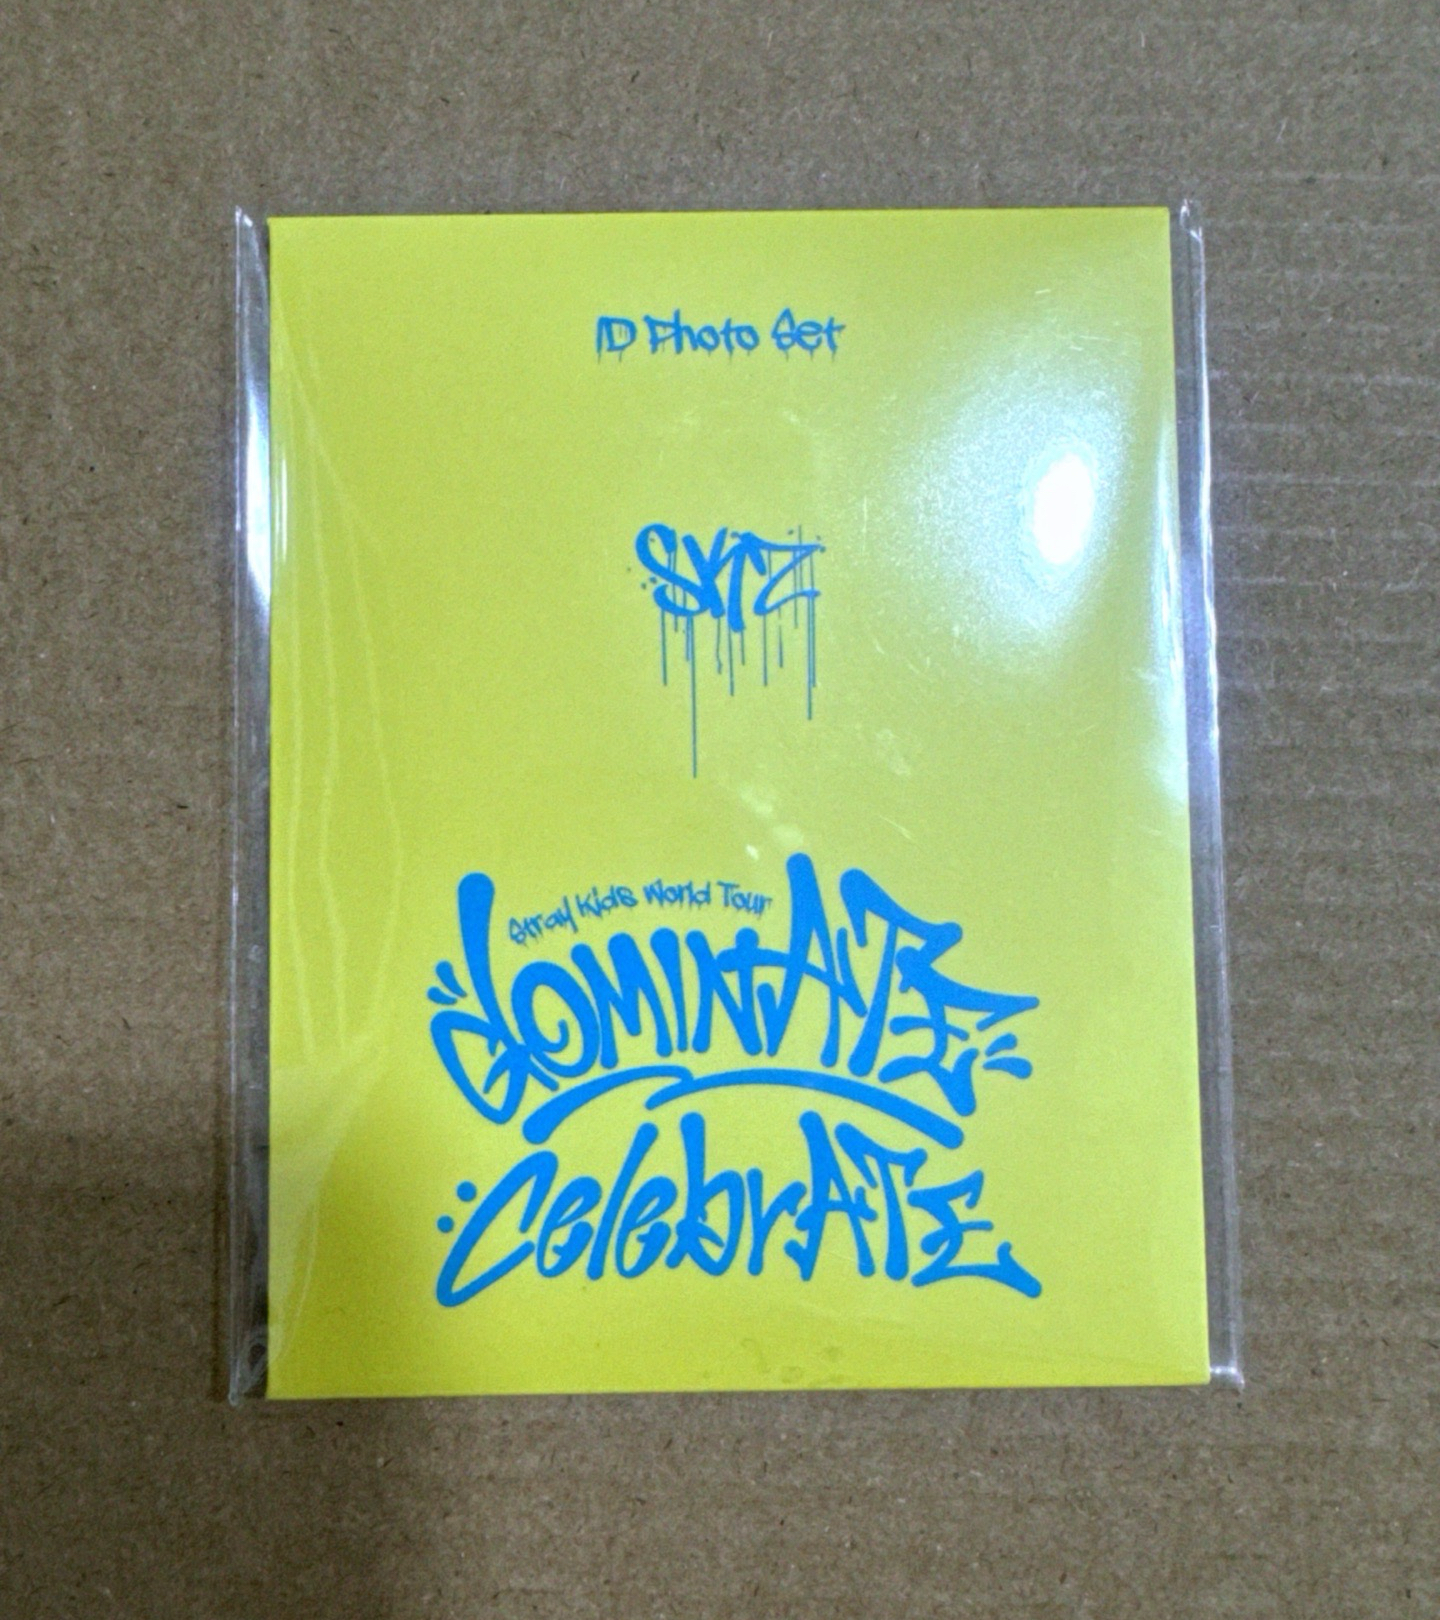 ID Photo Set
SKZ
Stray Kids World Tour
dOMINATE
CelebrATE